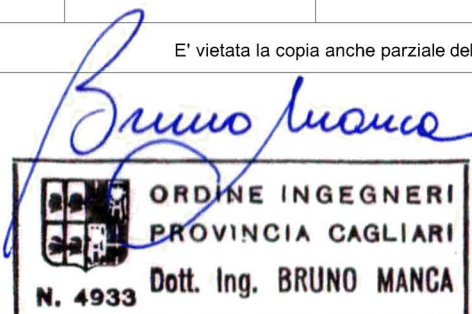 E' vietata la copia anche parziale del
Bruno Manca
ORDINE INGEGNERI
PROVINCIA CAGLIARI
Dott. Ing. BRUNO MANCA
N. 4933